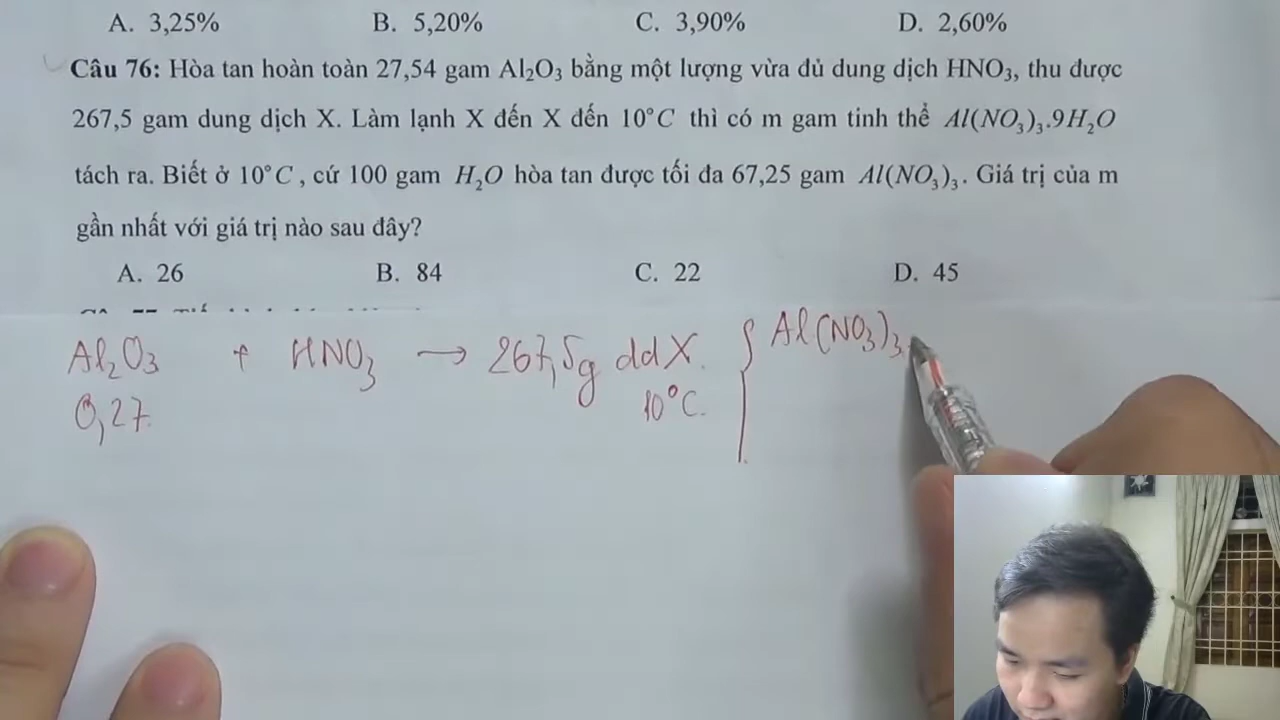 A. 3,25% B. 5,20% C. 3,90% D. 2,60%
Câu 76: Hòa tan hoàn toàn 27,54 gam Al₂O₃ bằng một lượng vừa đủ dung dịch HNO₃, thu được
267,5 gam dung dịch X. Làm lạnh X đến X đến 10°C thì có m gam tinh thể Al(NO₃)₃.9H₂O
tách ra. Biết ở 10°C, cứ 100 gam H₂O hòa tan được tối đa 67,25 gam Al(NO₃)₃. Giá trị của m
gần nhất với giá trị nào sau đây?
A. 26 B. 84 C. 22 D. 45
Al₂O₃ + HNO₃ → 267,5g ddX. { Al(NO₃)₃
0,27. 10°C.